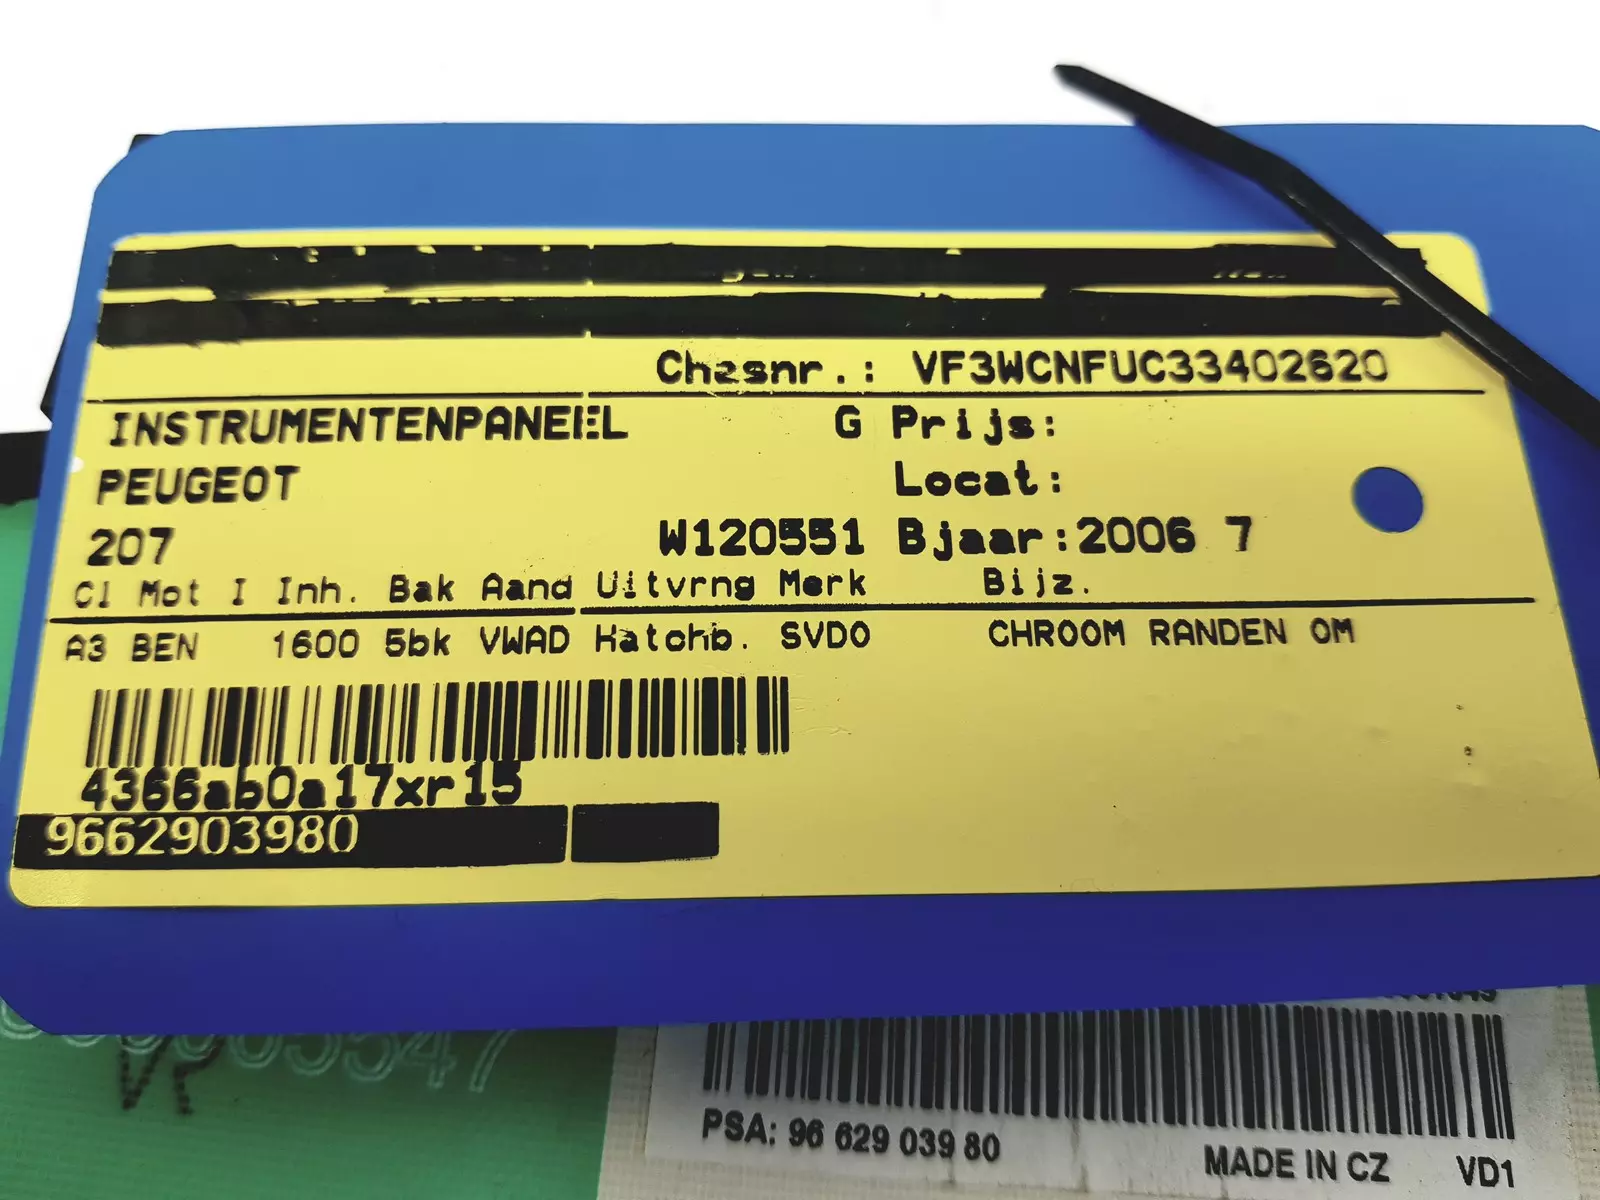 Chasnr.: VF3WCNFUC33402620
INSTRUMENTENPANEEL G Prijs:
PEUGEOT Locat:
207 W120551 Bjaar:2006 7
Cl Mot I Inh. Bak Aand Uitvrng Merk Bijz.
A3 BEN 1600 5bk VWAD Hatchb. SVDO CHROOM RANDEN OM
4366ab0a17xr15
9662903980
VP
PSA: 96 629 039 80
MADE IN CZ VD1